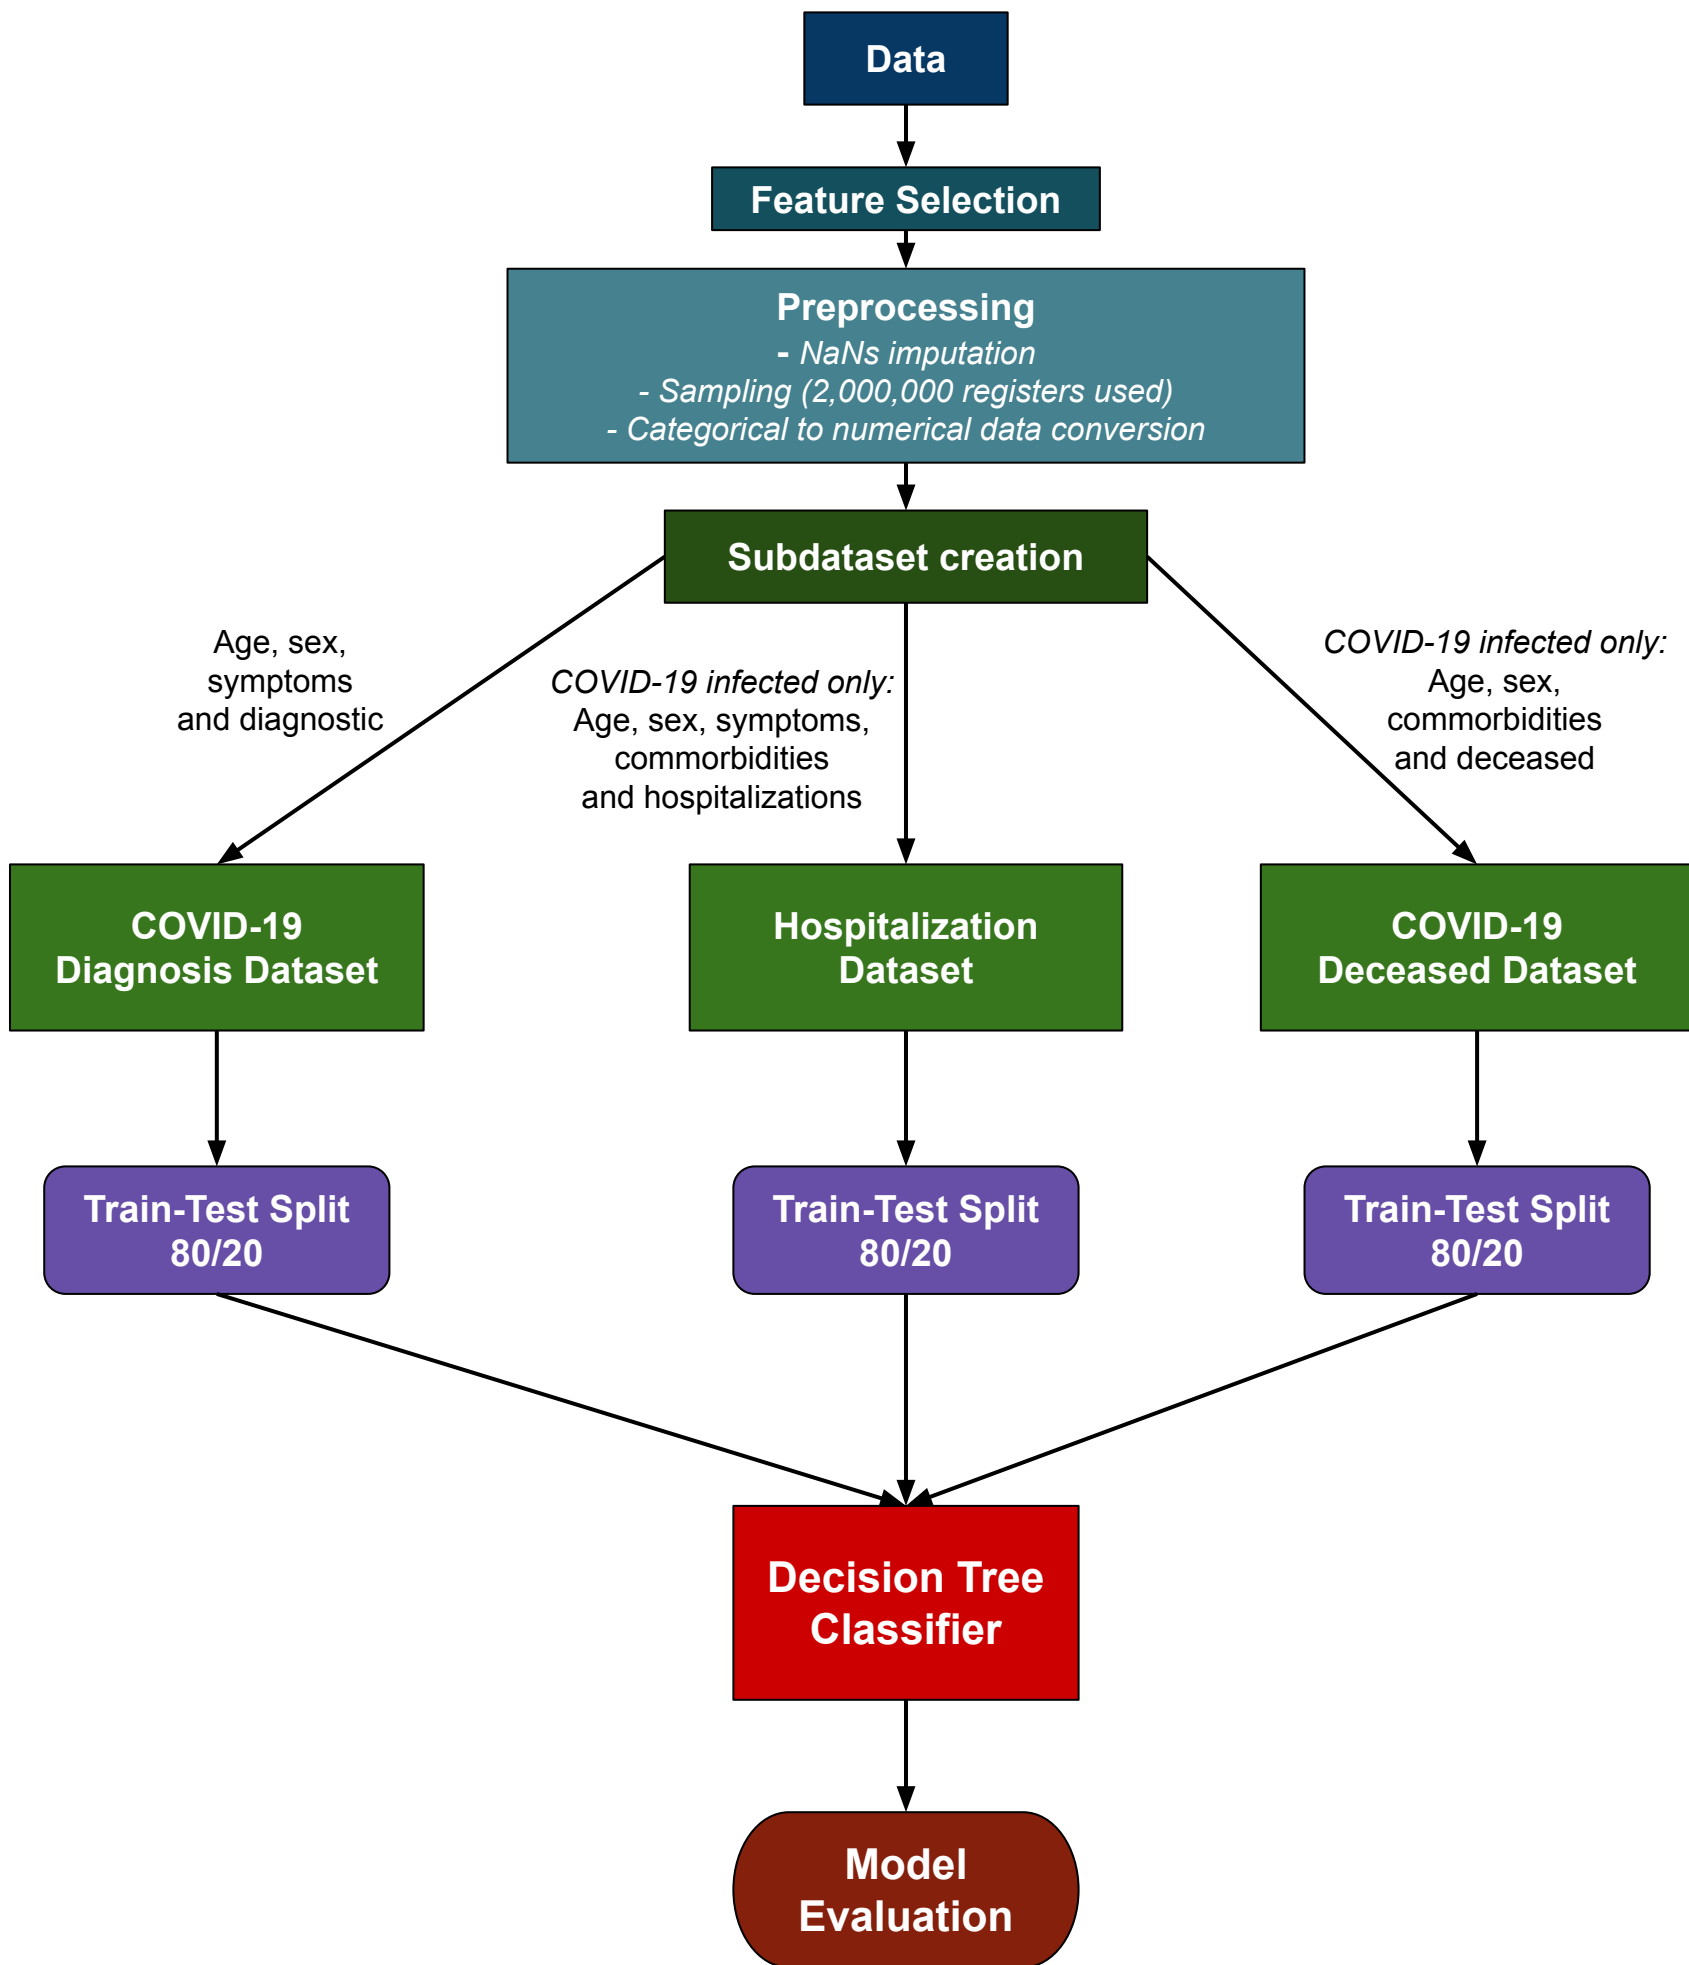 Data
Feature Selection
Preprocessing
- NaNs imputation
- Sampling (2,000,000 registers used)
- Categorical to numerical data conversion
Subdataset creation
Age, sex,
symptoms
and diagnostic
COVID-19 infected only:
Age, sex, symptoms,
commorbidities
and hospitalizations
COVID-19 infected only:
Age, sex,
commorbidities
and deceased
COVID-19
Diagnosis Dataset
Hospitalization
Dataset
COVID-19
Deceased Dataset
Train-Test Split
80/20
Train-Test Split
80/20
Train-Test Split
80/20
Decision Tree
Classifier
Model
Evaluation